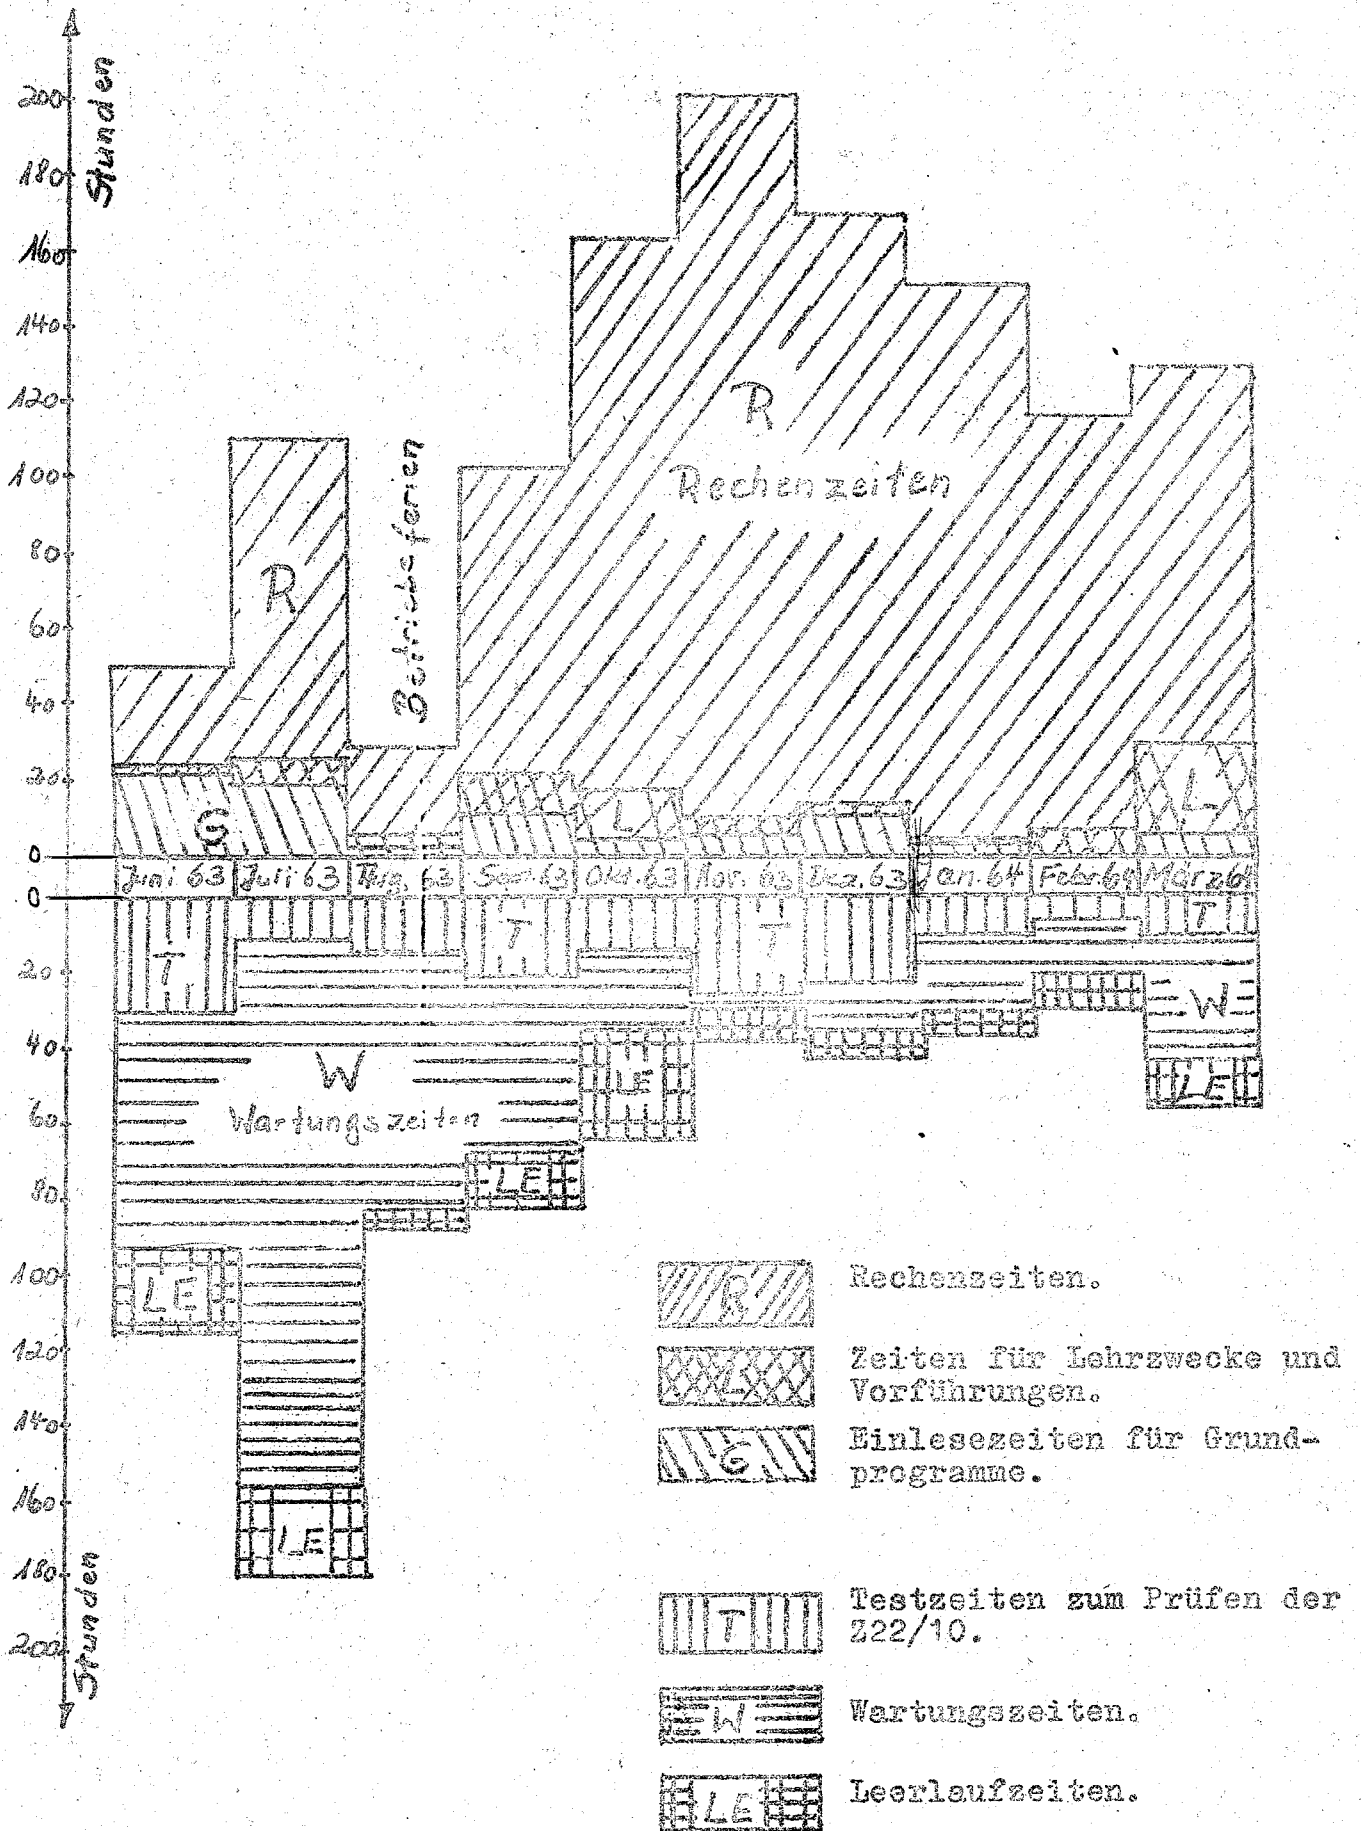 Stunden
200
180
160
140
120
100
80
60
40
20
0
R
Betriebsferien
R
Rechenzeiten
G
L
L
Juni 63 Juli 63 Aug. 63 Sept. 63 Okt. 63 Nov. 63 Dez. 63 Jan. 64 Febr. 64 März 64
0
20
40
60
80
100
120
140
160
180
200
Stunden
T
T
T
T
W
W
Wartungszeiten
LE
LE
LE
LE
LE
R Rechenzeiten.
L Zeiten für Lehrzwecke und
Vorführungen.
G Einlesezeiten für Grund-
programme.
T Testzeiten zum Prüfen der
Z22/10.
W Wartungszeiten.
LE Leerlaufzeiten.